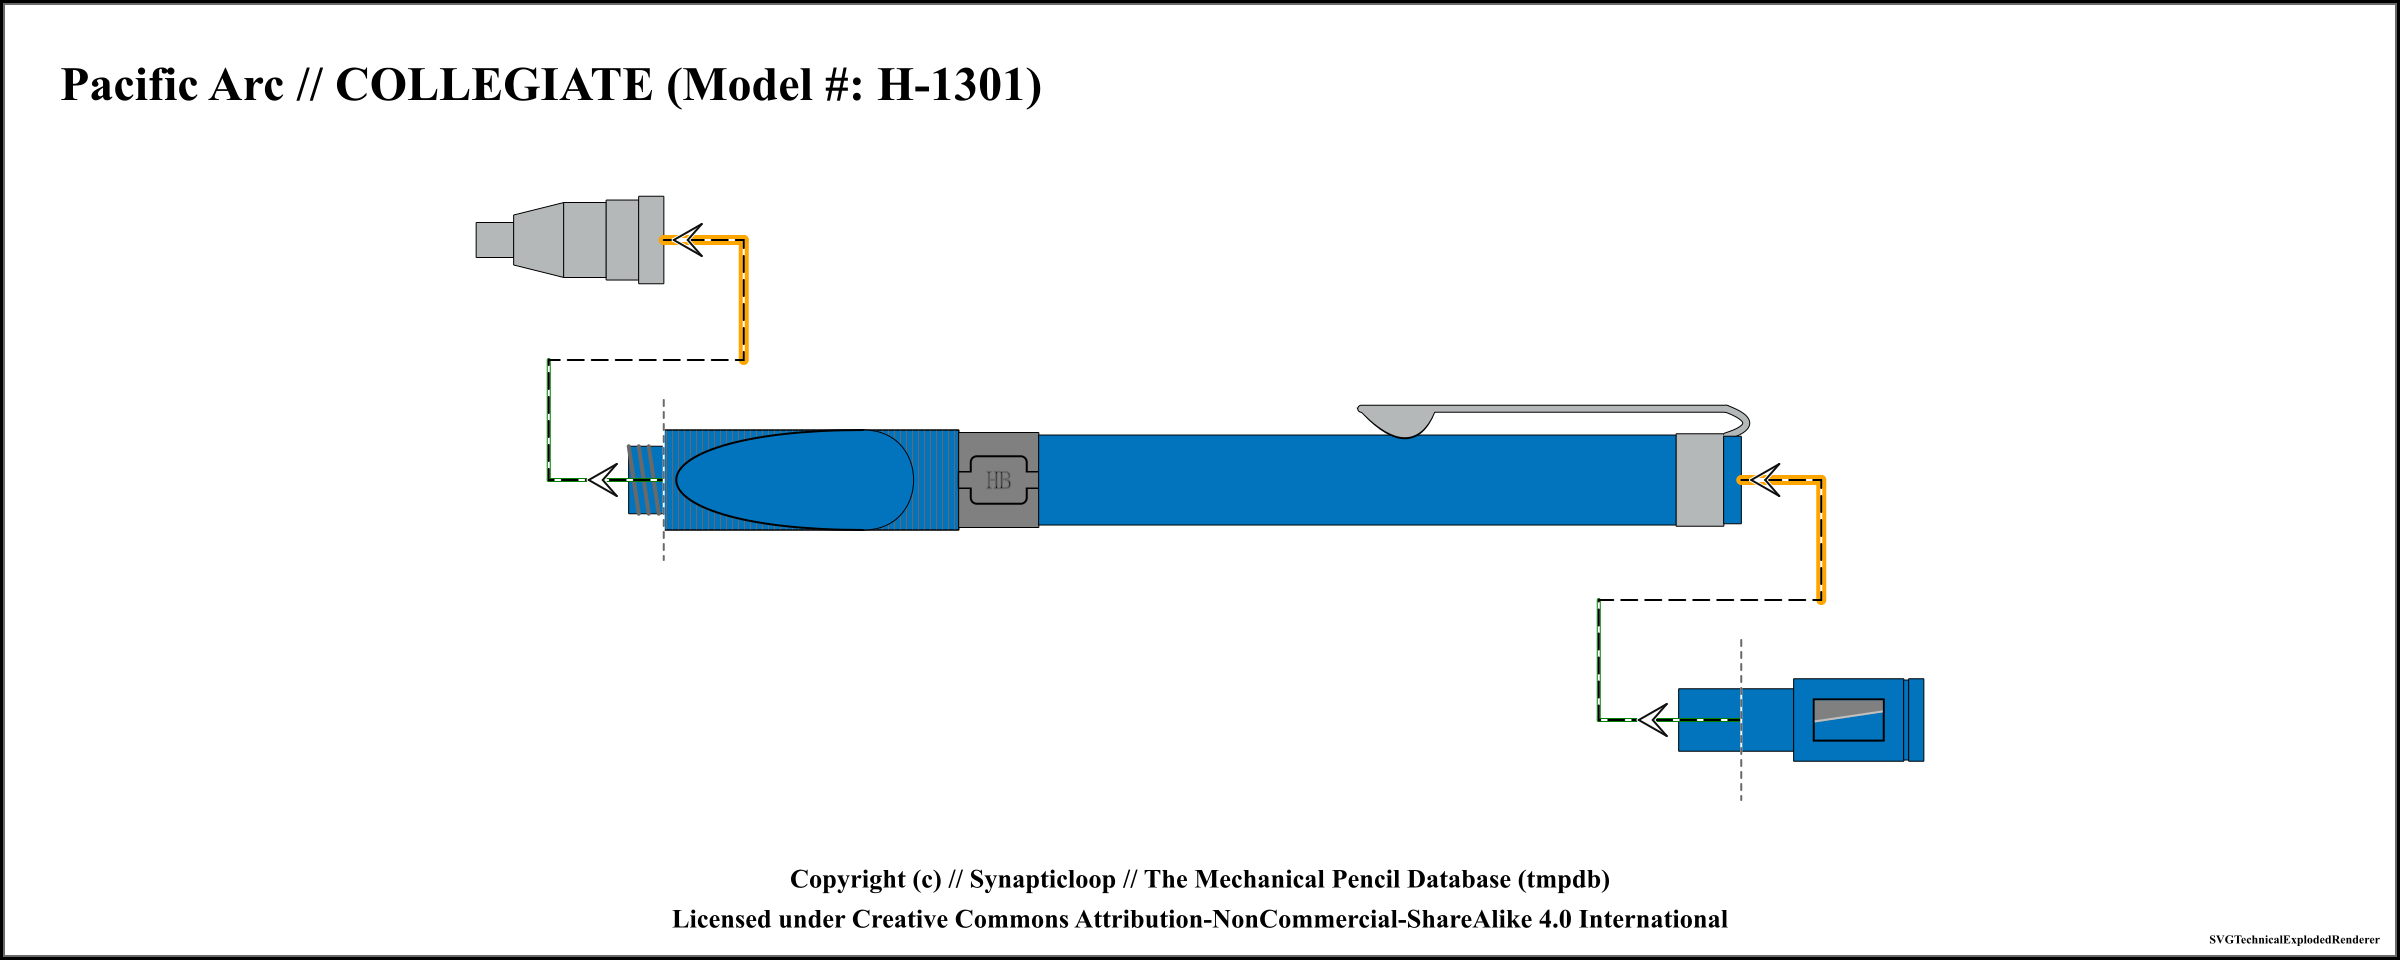 Pacific Arc // COLLEGIATE (Model #: H-1301)
HB
Copyright (c) // Synapticloop // The Mechanical Pencil Database (tmpdb)
Licensed under Creative Commons Attribution-NonCommercial-ShareAlike 4.0 International
SVGTechnicalExplodedRenderer